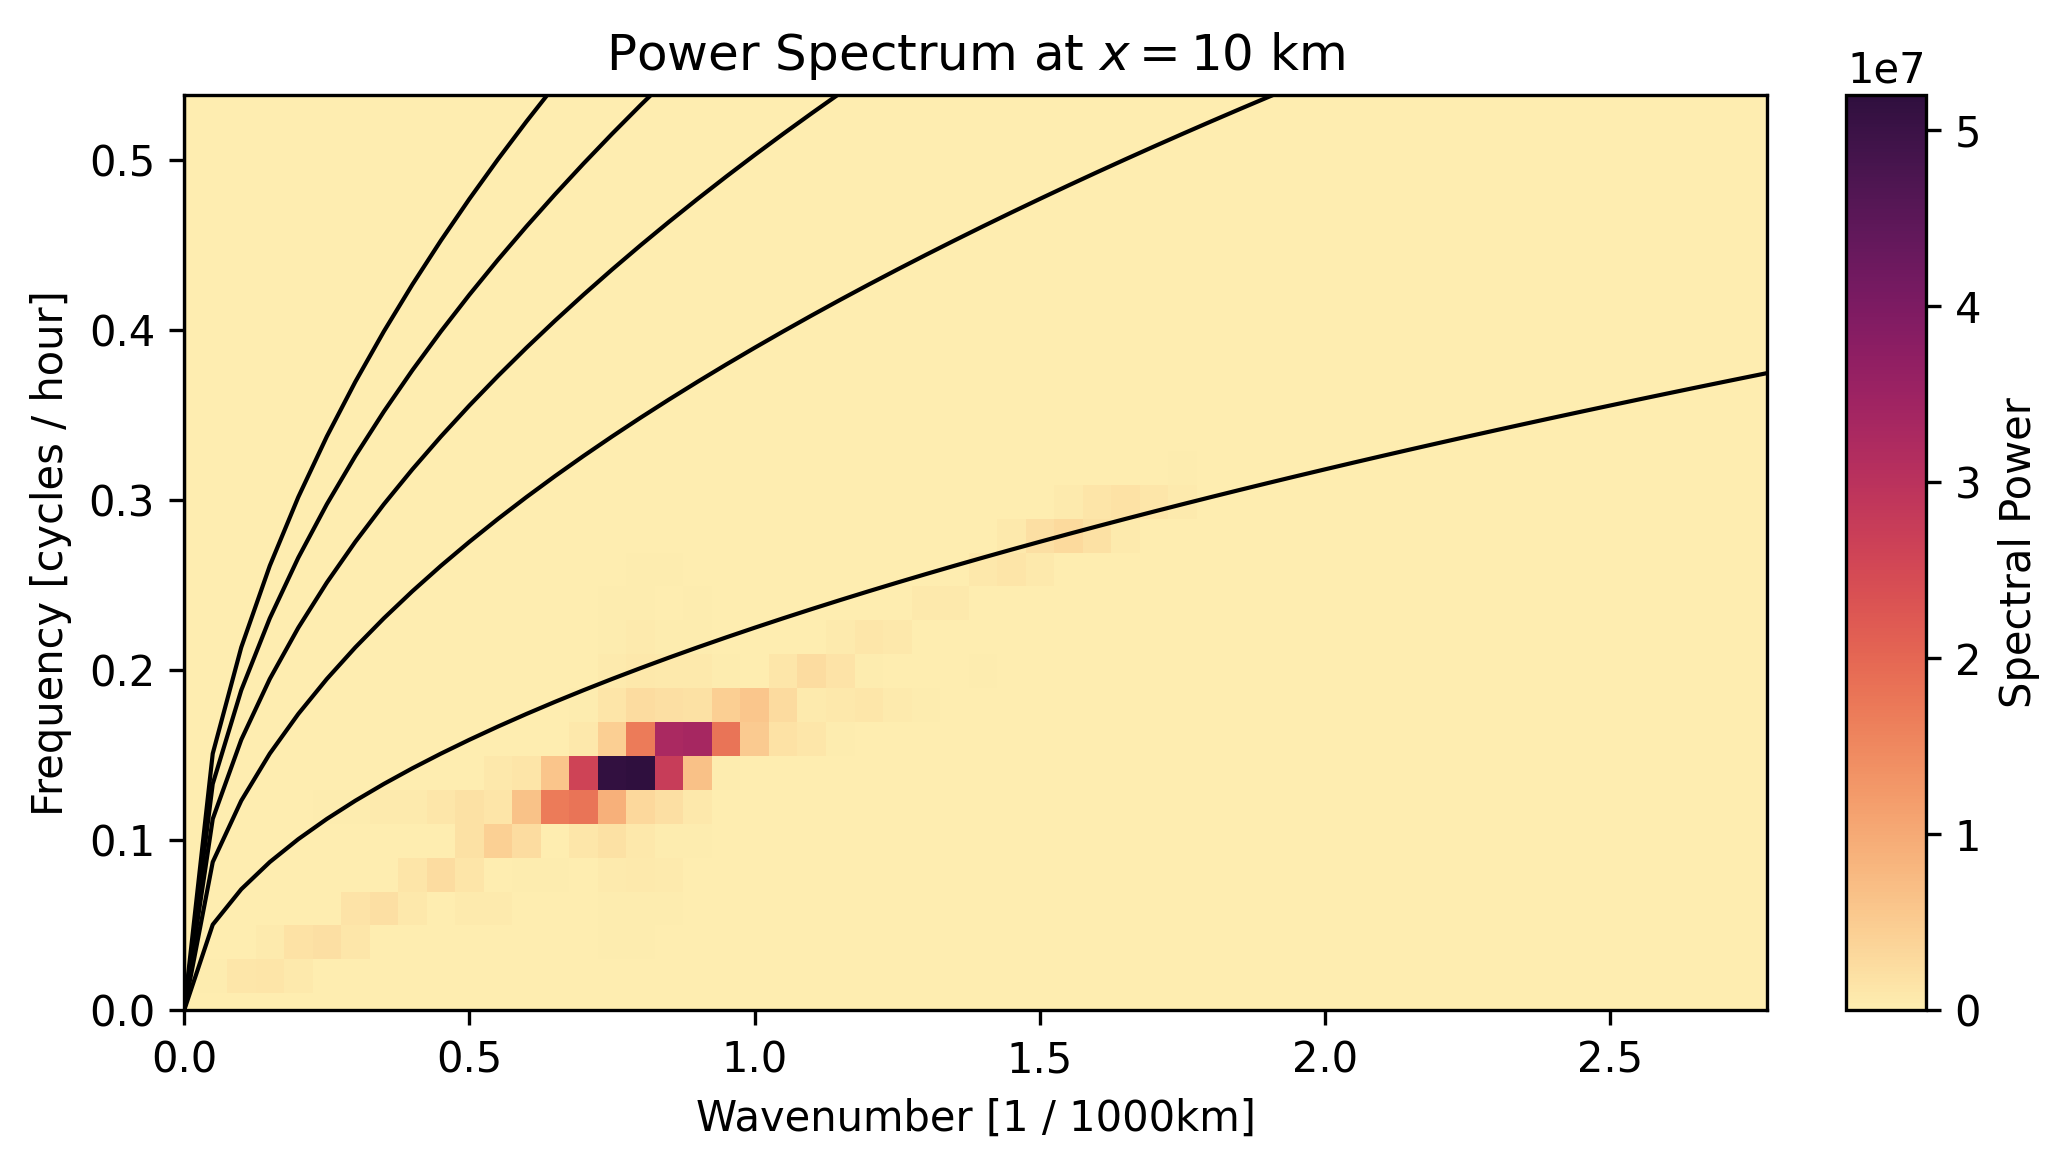 Power Spectrum at x = 10 km
1e7
Frequency [cycles / hour]
0.5
0.4
0.3
0.2
0.1
0.0
0.0 0.5 1.0 1.5 2.0 2.5
Wavenumber [1 / 1000km]
5
4
3
2
1
0
Spectral Power